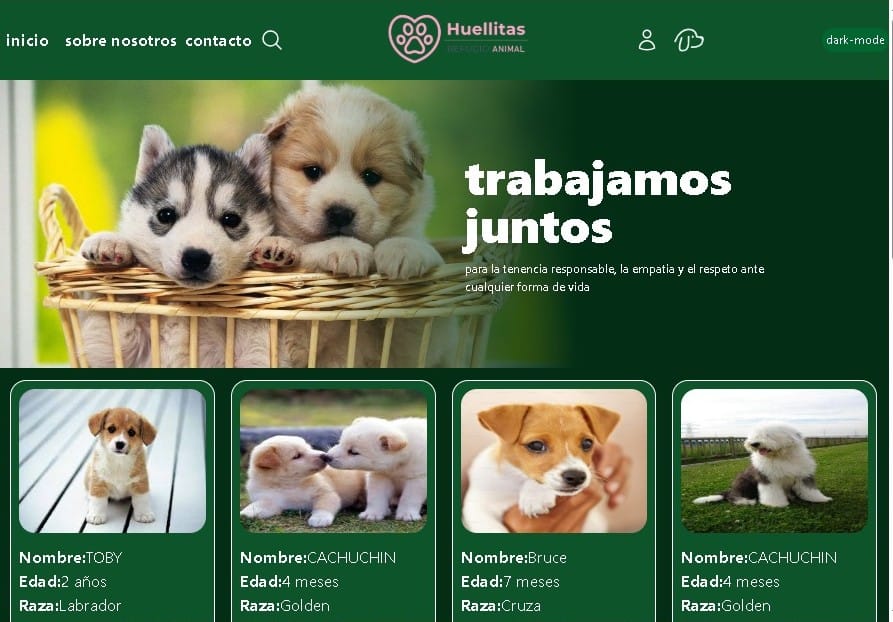 inicio sobre nosotros contacto
Huellitas
REFUGIO ANIMAL
dark-mode
trabajamos
juntos
para la tenencia responsable, la empatia y el respeto ante
cualquier forma de vida
Nombre:TOBY
Edad:2 años
Raza:Labrador
Nombre:CACHUCHIN
Edad:4 meses
Raza:Golden
Nombre:Bruce
Edad:7 meses
Raza:Cruza
Nombre:CACHUCHIN
Edad:4 meses
Raza:Golden